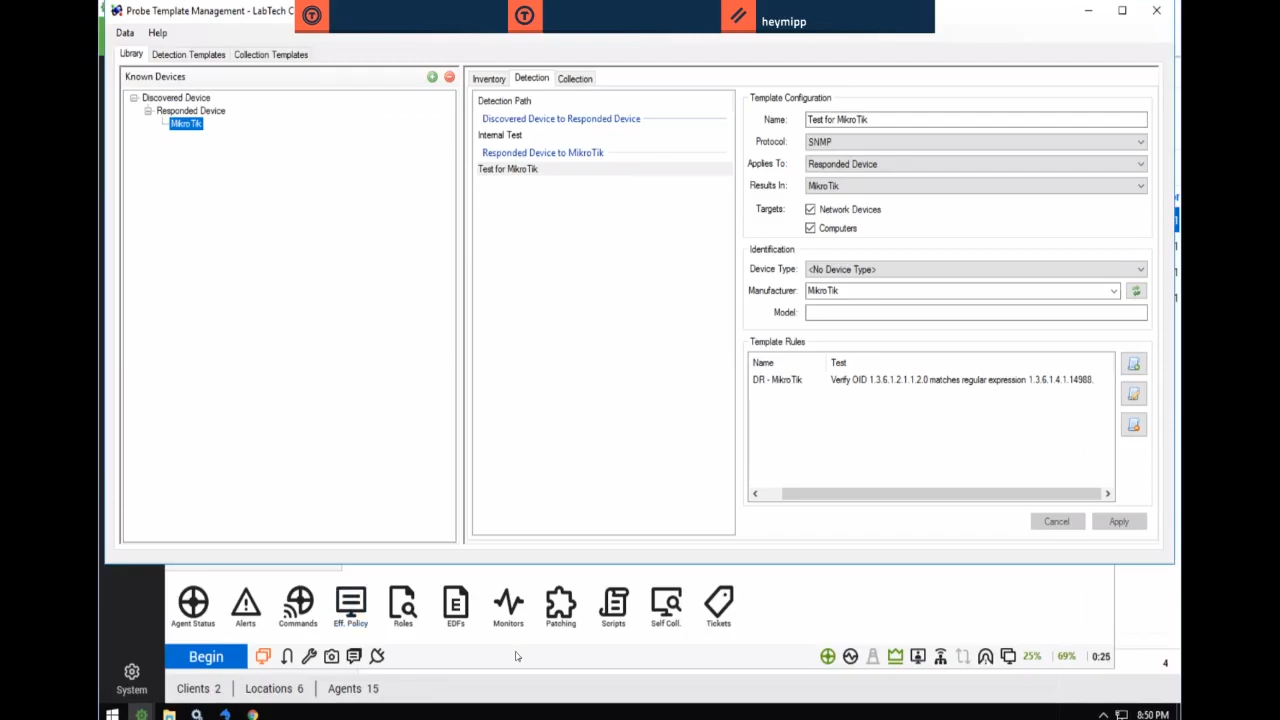 Probe Template Management - LabTech C
heymipp
Data Help
Library Detection Templates Collection Templates
Known Devices
Discovered Device
Responded Device
MikroTik
Inventory Detection Collection
Detection Path
Discovered Device to Responded Device
Internal Test
Responded Device to MikroTik
Test for MikroTik
Template Configuration
Name: Test for MikroTik
Protocol: SNMP
Applies To: Responded Device
Results In: MikroTik
Targets: Network Devices
Computers
Identification
Device Type: <No Device Type>
Manufacturer: MikroTik
Model:
Template Rules
Name Test
DR - MikroTik Verify OID 1.3.6.1.2.1.1.2.0 matches regular expression 1.3.6.1.4.1.14988.
Cancel Apply
Agent Status Alerts Commands Eff. Policy Roles EDFs Monitors Patching Scripts Self Coll. Tickets
Begin 25% 69% 0:25
4
System
Clients 2 Locations 6 Agents 15
8:50 PM